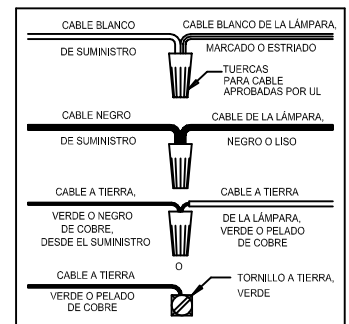 CABLE BLANCO
DE SUMINISTRO
CABLE BLANCO DE LA LÁMPARA,
MARCADO O ESTRIADO
TUERCAS
PARA CABLE
APROBADAS POR UL
CABLE NEGRO
DE SUMINISTRO
CABLE DE LA LÁMPARA,
NEGRO O LISO
CABLE A TIERRA,
VERDE O NEGRO
DE COBRE,
DESDE EL SUMINISTRO
CABLE A TIERRA
DE LA LÁMPARA,
VERDE O PELADO
DE COBRE
O
CABLE A TIERRA
VERDE O PELADO
DE COBRE
TORNILLO A TIERRA,
VERDE